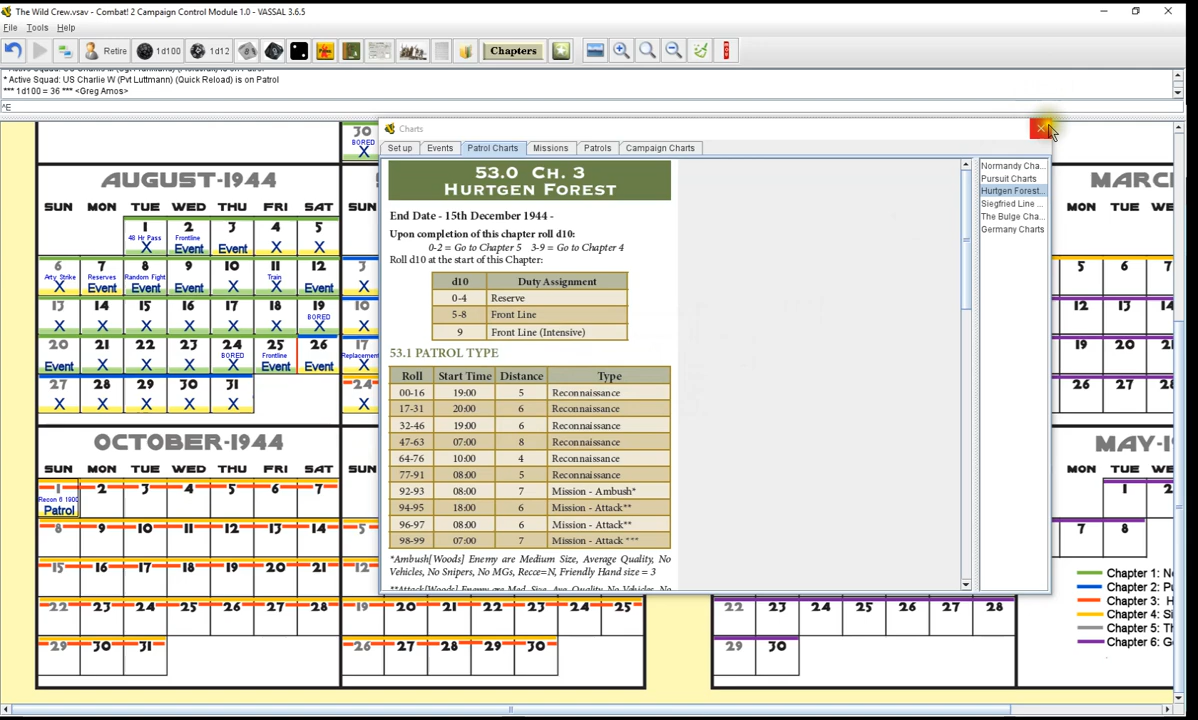 The Wild Crew.vsav - Combat! 2 Campaign Control Module 1.0 - VASSAL 3.6.5
File Tools Help
Retire 1d100 1d12 Chapters
* Active Squad: US Charlie W (Pvt Luttmann) (Quick Reload) is on Patrol
*** 1d100 = 36 *** <Greg Amos>
^E
Charts
Set up Events Patrol Charts Missions Patrols Campaign Charts
53.0 Ch. 3
Hurtgen Forest
End Date - 15th December 1944 -
Upon completion of this chapter roll d10:
0-2 = Go to Chapter 5 3-9 = Go to Chapter 4
Roll d10 at the start of this Chapter:
d10 Duty Assignment
0-4 Reserve
5-8 Front Line
9 Front Line (Intensive)
53.1 PATROL TYPE
Roll Start Time Distance Type
00-16 19:00 5 Reconnaissance
17-31 20:00 6 Reconnaissance
32-46 19:00 6 Reconnaissance
47-63 07:00 8 Reconnaissance
64-76 10:00 4 Reconnaissance
77-91 08:00 5 Reconnaissance
92-93 08:00 7 Mission - Ambush*
94-95 18:00 6 Mission - Attack**
96-97 08:00 6 Mission - Attack**
98-99 07:00 7 Mission - Attack ***
*Ambush[Woods] Enemy are Medium Size, Average Quality, No
Vehicles, No Snipers, No MGs, Recce=N, Friendly Hand size = 3
Normandy Cha...
Pursuit Charts
Hurtgen Forest...
Siegfried Line ...
The Bulge Cha...
Germany Charts
30
BORED
X
AUGUST-1944
SUN MON TUE WED THU FRI SAT
1 2 3 4 5
48 Hr Pass Frontline
X Event Event X X
6 7 8 9 10 11 12
Arty Strike Reserves Random Fight Train
X Event Event Event X X Event
13 14 15 16 17 18 19
BORED
X X X X X X X
20 21 22 23 24 25 26
BORED Frontline
Event X X X X Event Event
27 28 29 30 31
X X X X X
3
X
10
X
17
Replacement
X
24
X
OCTOBER-1944
SUN MON TUE WED THU FRI SAT
1 2 3 4 5 6 7
Recon 6 1900
Patrol
8 9 10 11 12 13 14
15 16 17 18 19 20 21
22 23 24 25 26 27 28
29 30 31
5
12
19 20 21 22 23 24 25
26 27 28 29 30
22 23 24 25 26 27 28
29 30
MARC
MON TUE WED THU
5 6 7 8
12 13 14 15
19 20 21 22
26 27 28 29
MAY-1
MON TUE WED THU
1 2
7 8
Chapter 1: N
Chapter 2: P
Chapter 3: H
Chapter 4: Si
Chapter 5: Th
Chapter 6: G